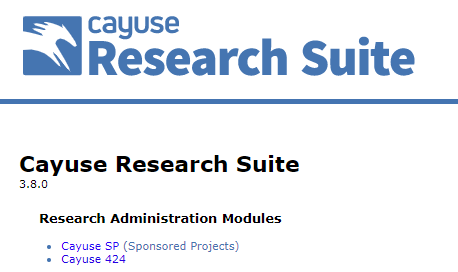 cayuse
Research Suite
Cayuse Research Suite
3.8.0
Research Administration Modules
Cayuse SP (Sponsored Projects)
Cayuse 424